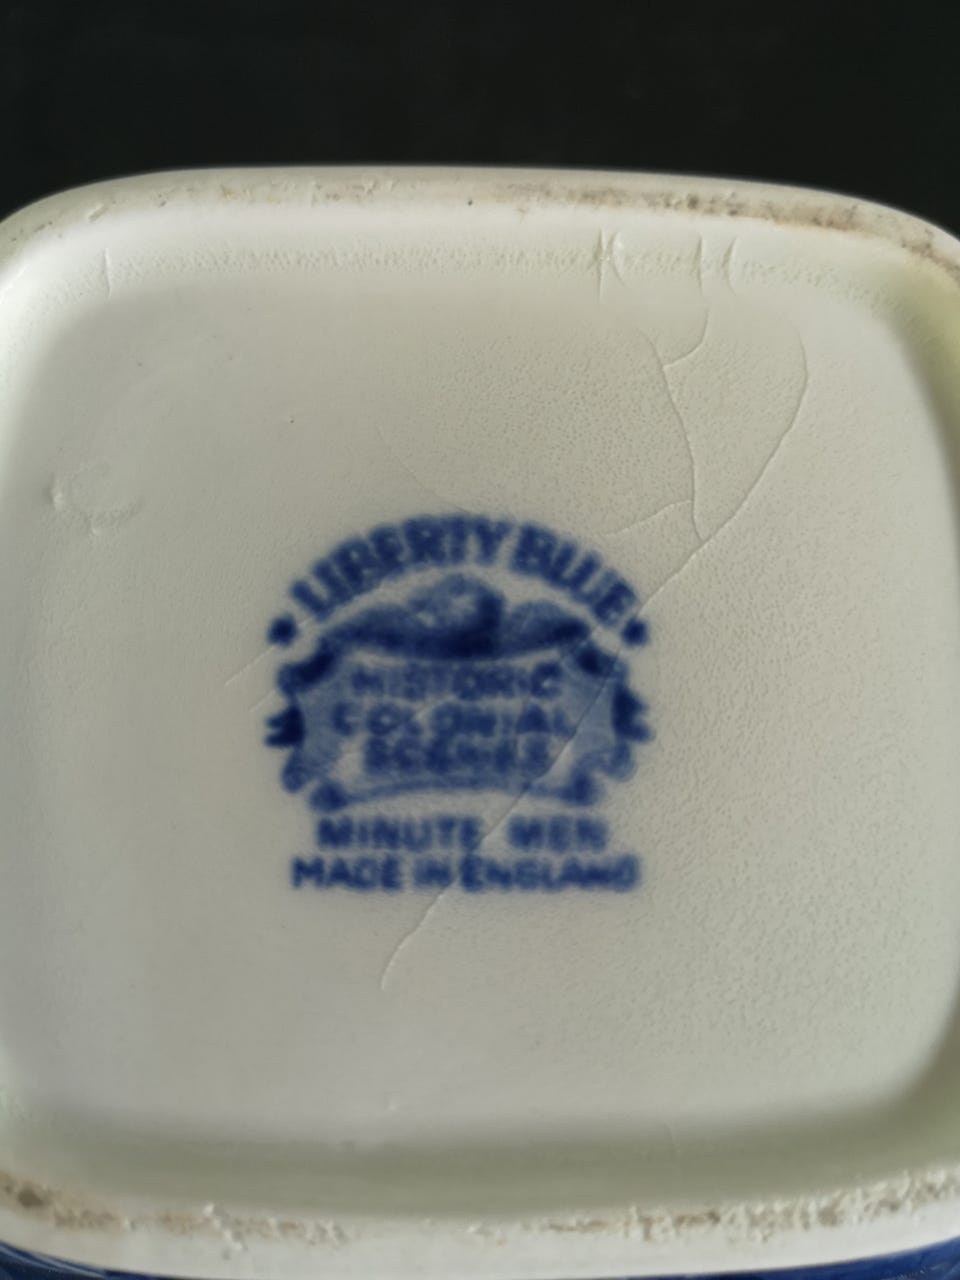 LIBERTY BLUE
HISTORIC
COLONIAL
SCENES
MINUTE MEN
MADE IN ENGLAND